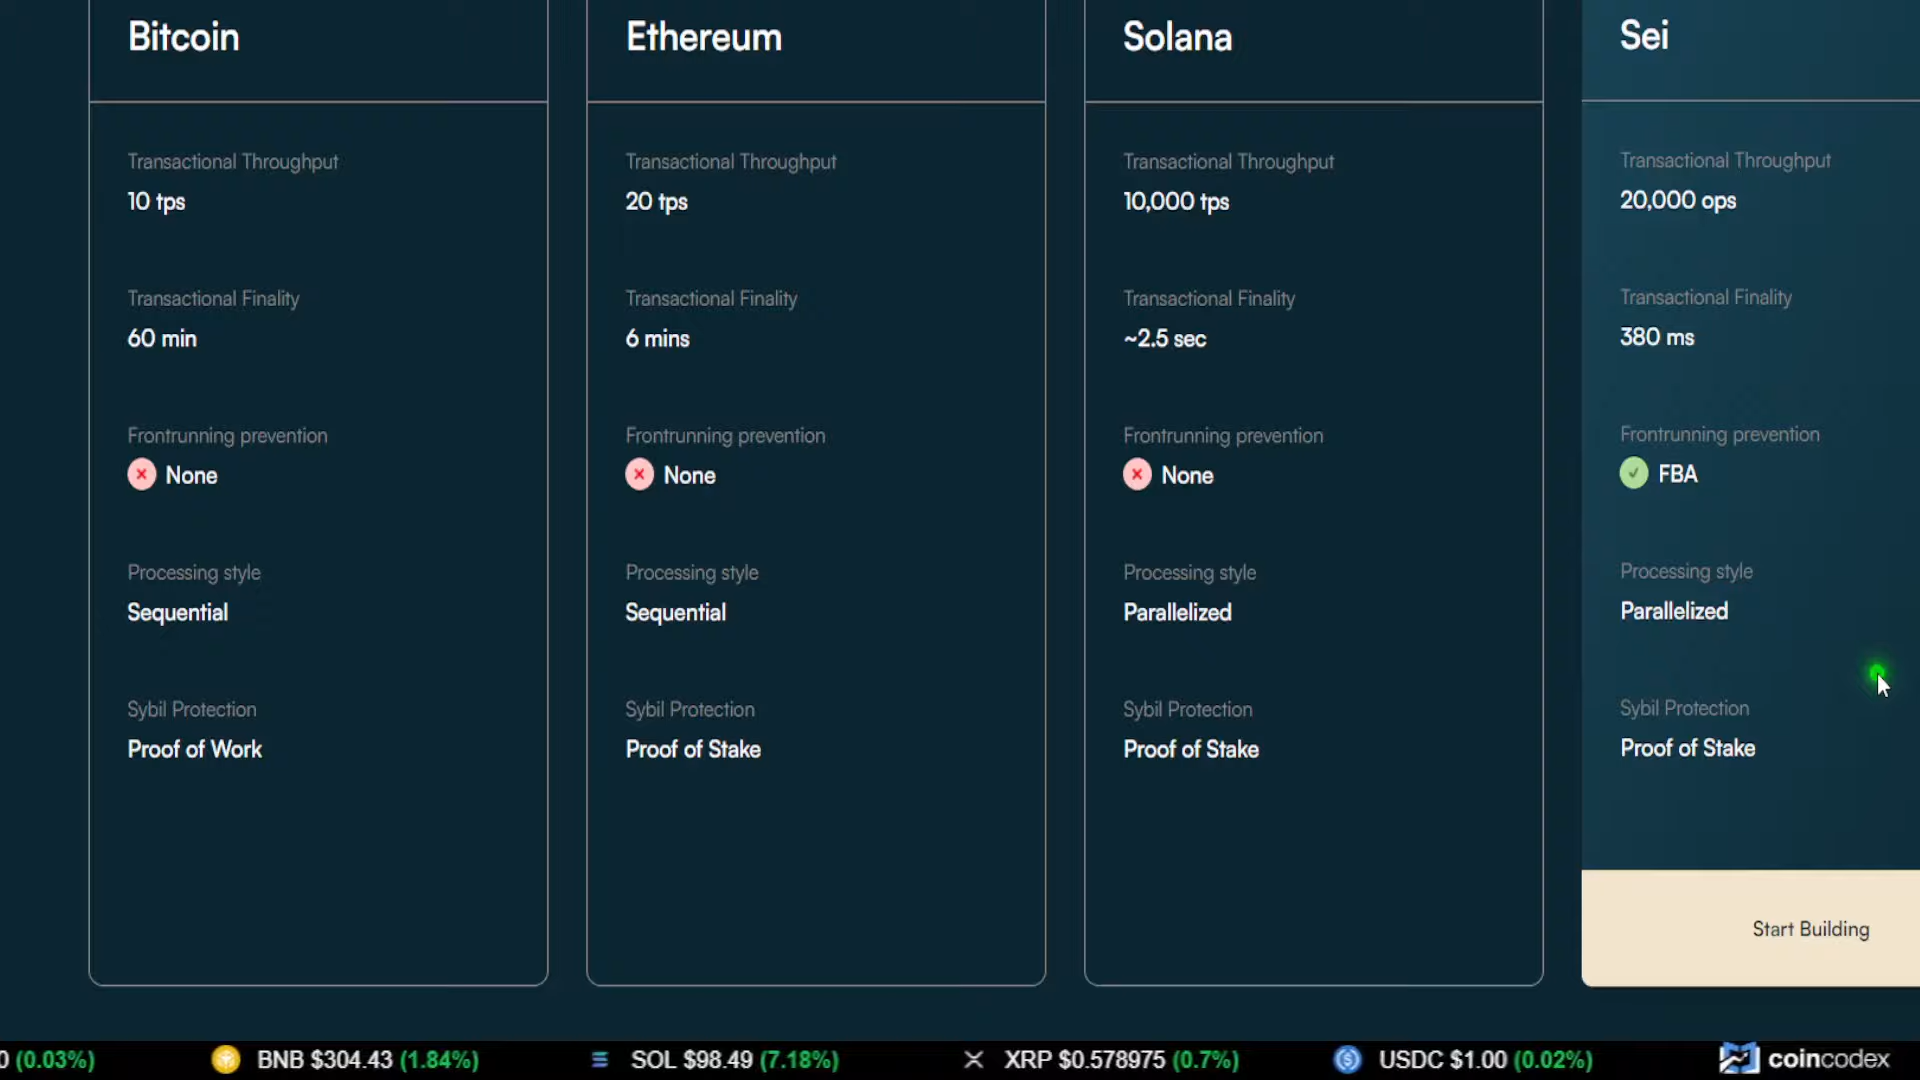 Bitcoin
Transactional Throughput
10 tps
Transactional Finality
60 min
Frontrunning prevention
None
Processing style
Sequential
Sybil Protection
Proof of Work
Ethereum
Transactional Throughput
20 tps
Transactional Finality
6 mins
Frontrunning prevention
None
Processing style
Sequential
Sybil Protection
Proof of Stake
Solana
Transactional Throughput
10,000 tps
Transactional Finality
~2.5 sec
Frontrunning prevention
None
Processing style
Parallelized
Sybil Protection
Proof of Stake
Sei
Transactional Throughput
20,000 ops
Transactional Finality
380 ms
Frontrunning prevention
FBA
Processing style
Parallelized
Sybil Protection
Proof of Stake
Start Building
0 (0.03%) BNB $304.43 (1.84%) SOL $98.49 (7.18%) XRP $0.578975 (0.7%) USDC $1.00 (0.02%) coincodex